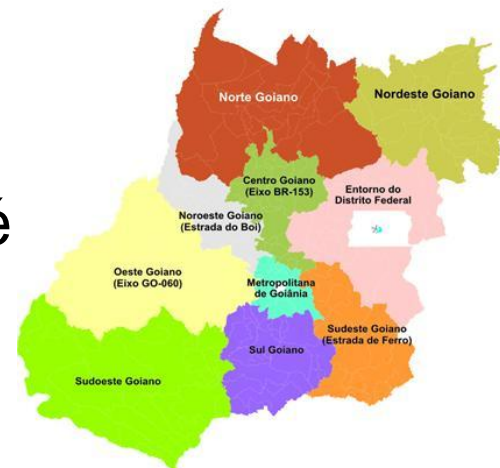 Norte Goiano
Nordeste Goiano
Centro Goiano
(Eixo BR-153)
Entorno do
Distrito Federal
Noroeste Goiano
(Estrada do Boi)
é
Oeste Goiano
(Eixo GO-060)
Metropolitana
de Goiânia
Sudeste Goiano
(Estrada de Ferro)
Sul Goiano
Sudoeste Goiano